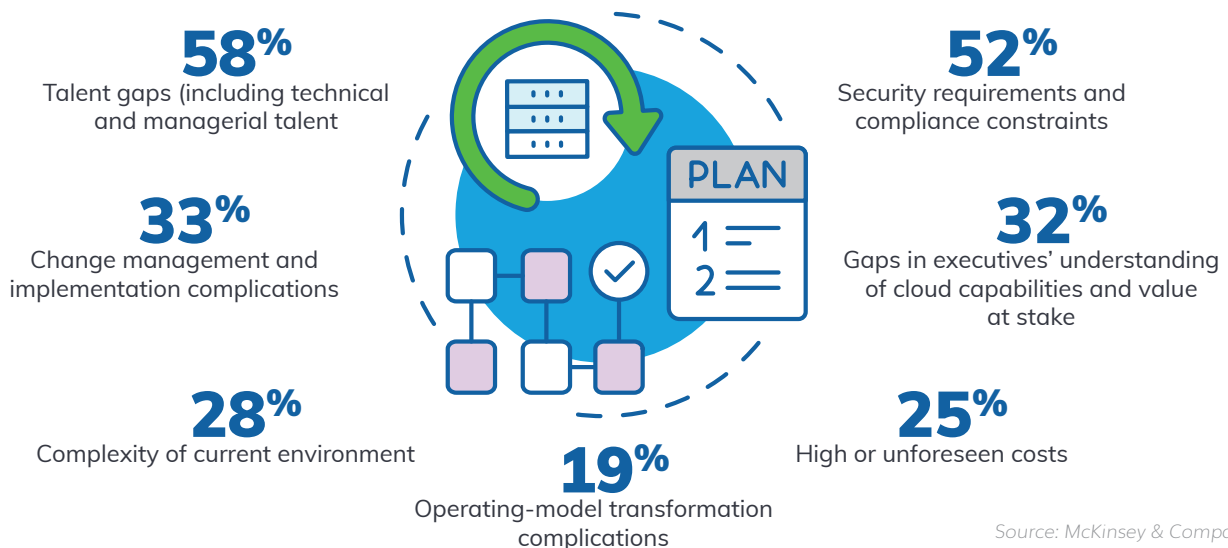 58%
Talent gaps (including technical
and managerial talent
52%
Security requirements and
compliance constraints
PLAN
1
2
33%
Change management and
implementation complications
32%
Gaps in executives’ understanding
of cloud capabilities and value
at stake
28%
Complexity of current environment
25%
High or unforeseen costs
19%
Operating-model transformation
complications
Source: McKinsey &